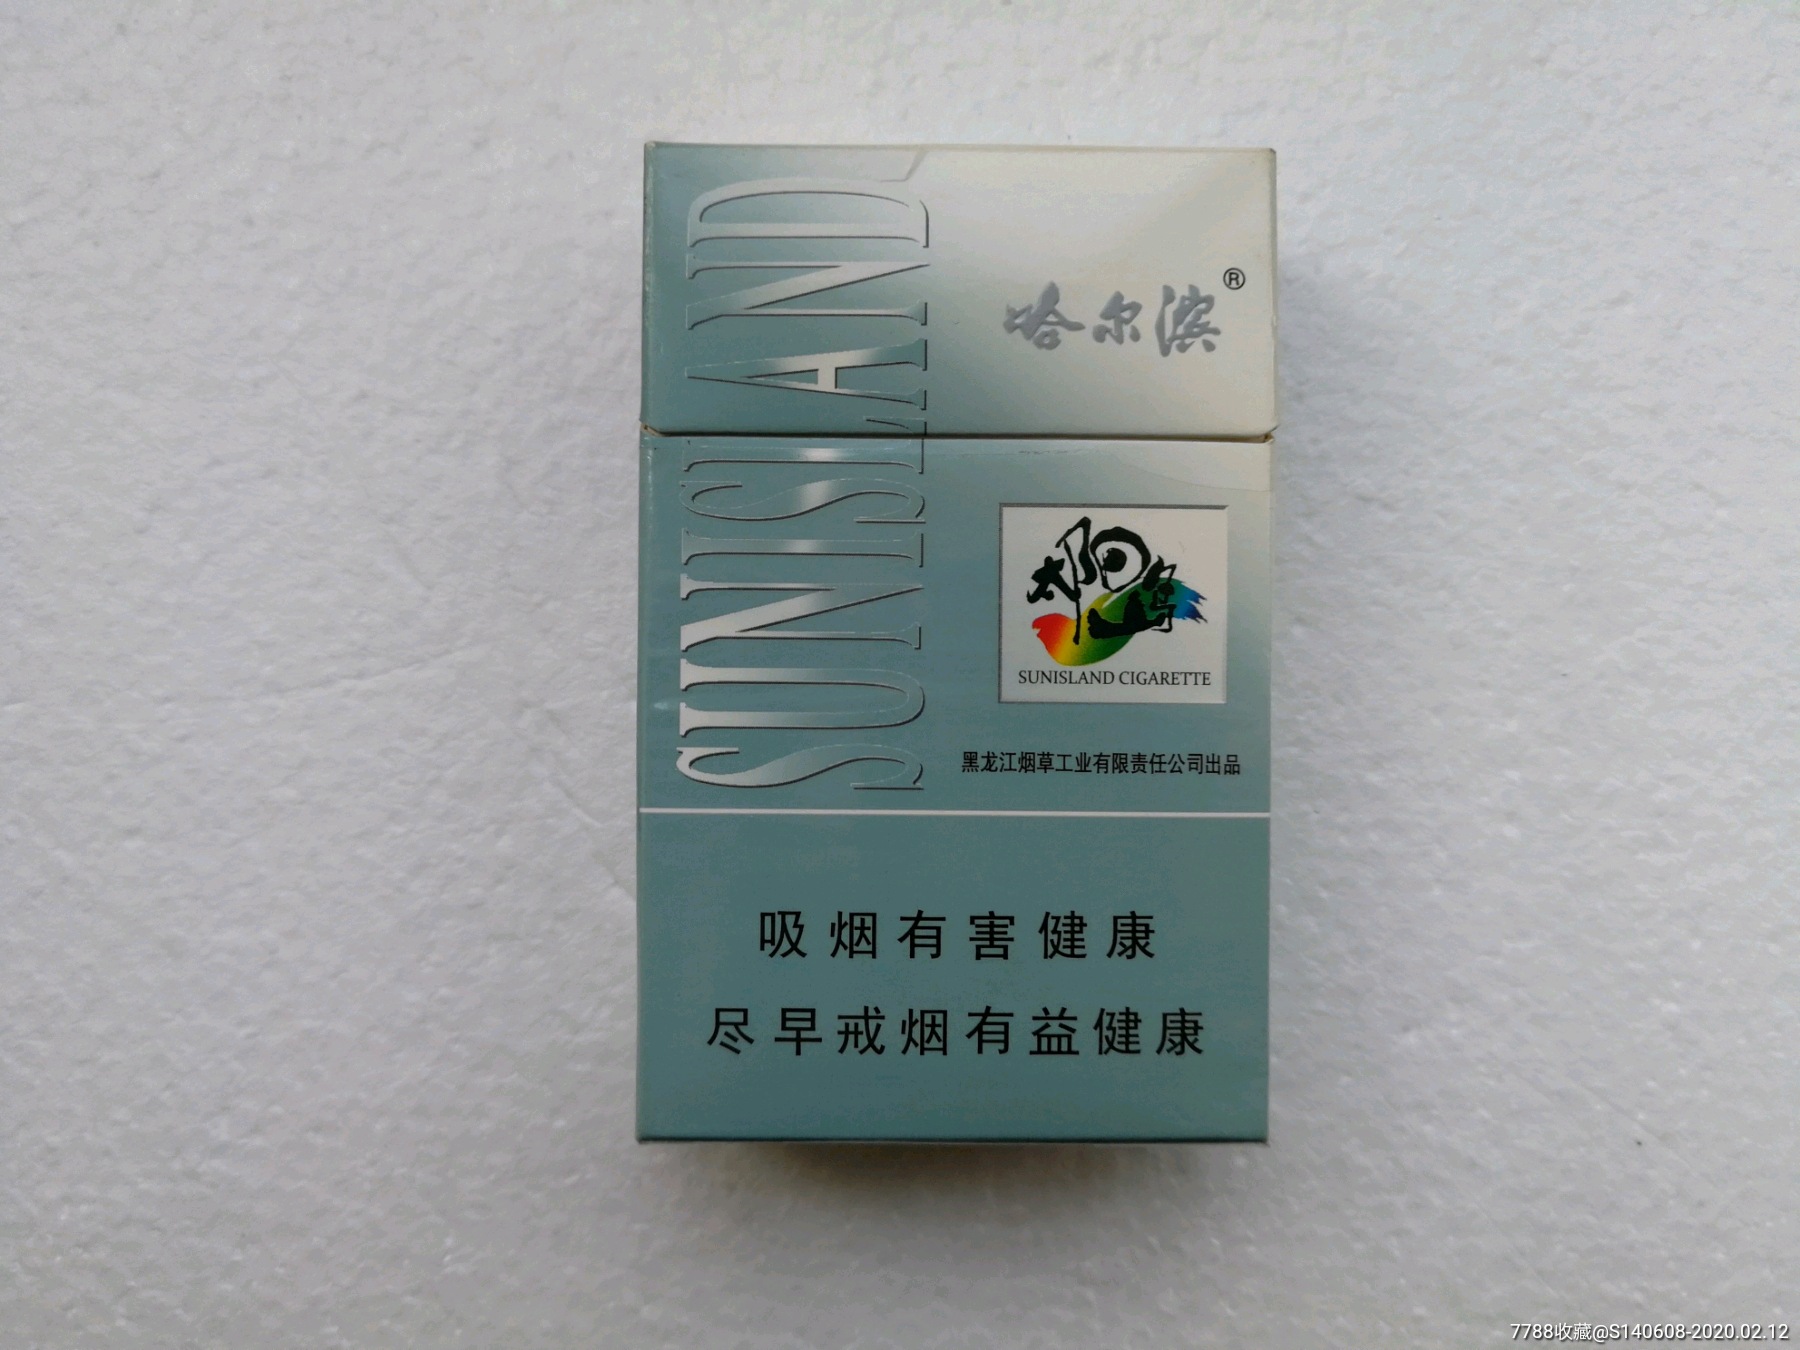 SUNISLAND
哈尔滨®
太阳岛
SUNISLAND CIGARETTE
黑龙江烟草工业有限责任公司出品
吸烟有害健康
尽早戒烟有益健康
7788收藏@S140608-2020.02.12